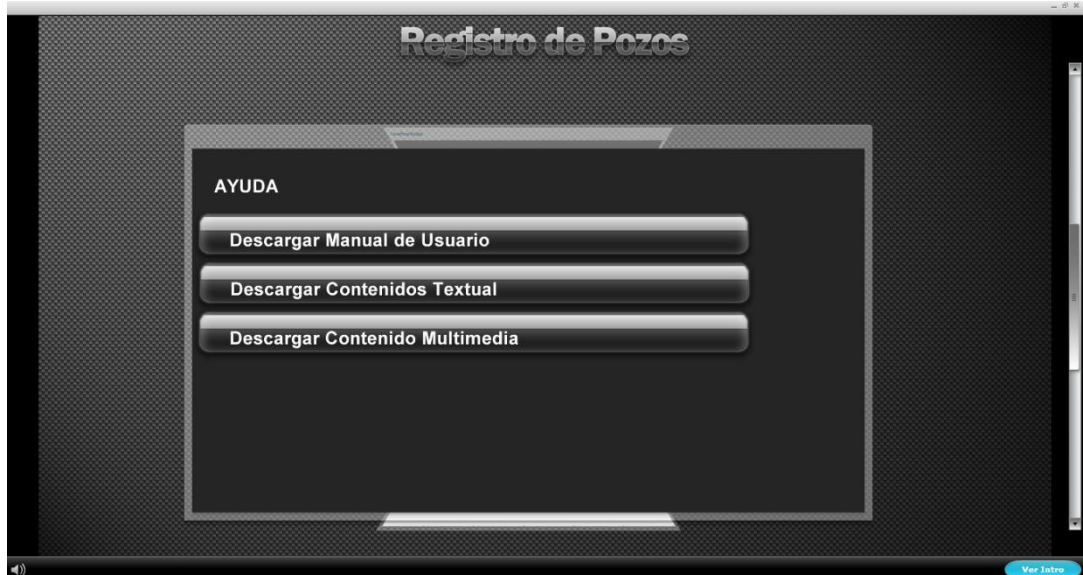 Registro de Pozos
AYUDA
Descargar Manual de Usuario
Descargar Contenidos Textual
Descargar Contenido Multimedia
Ver Intro